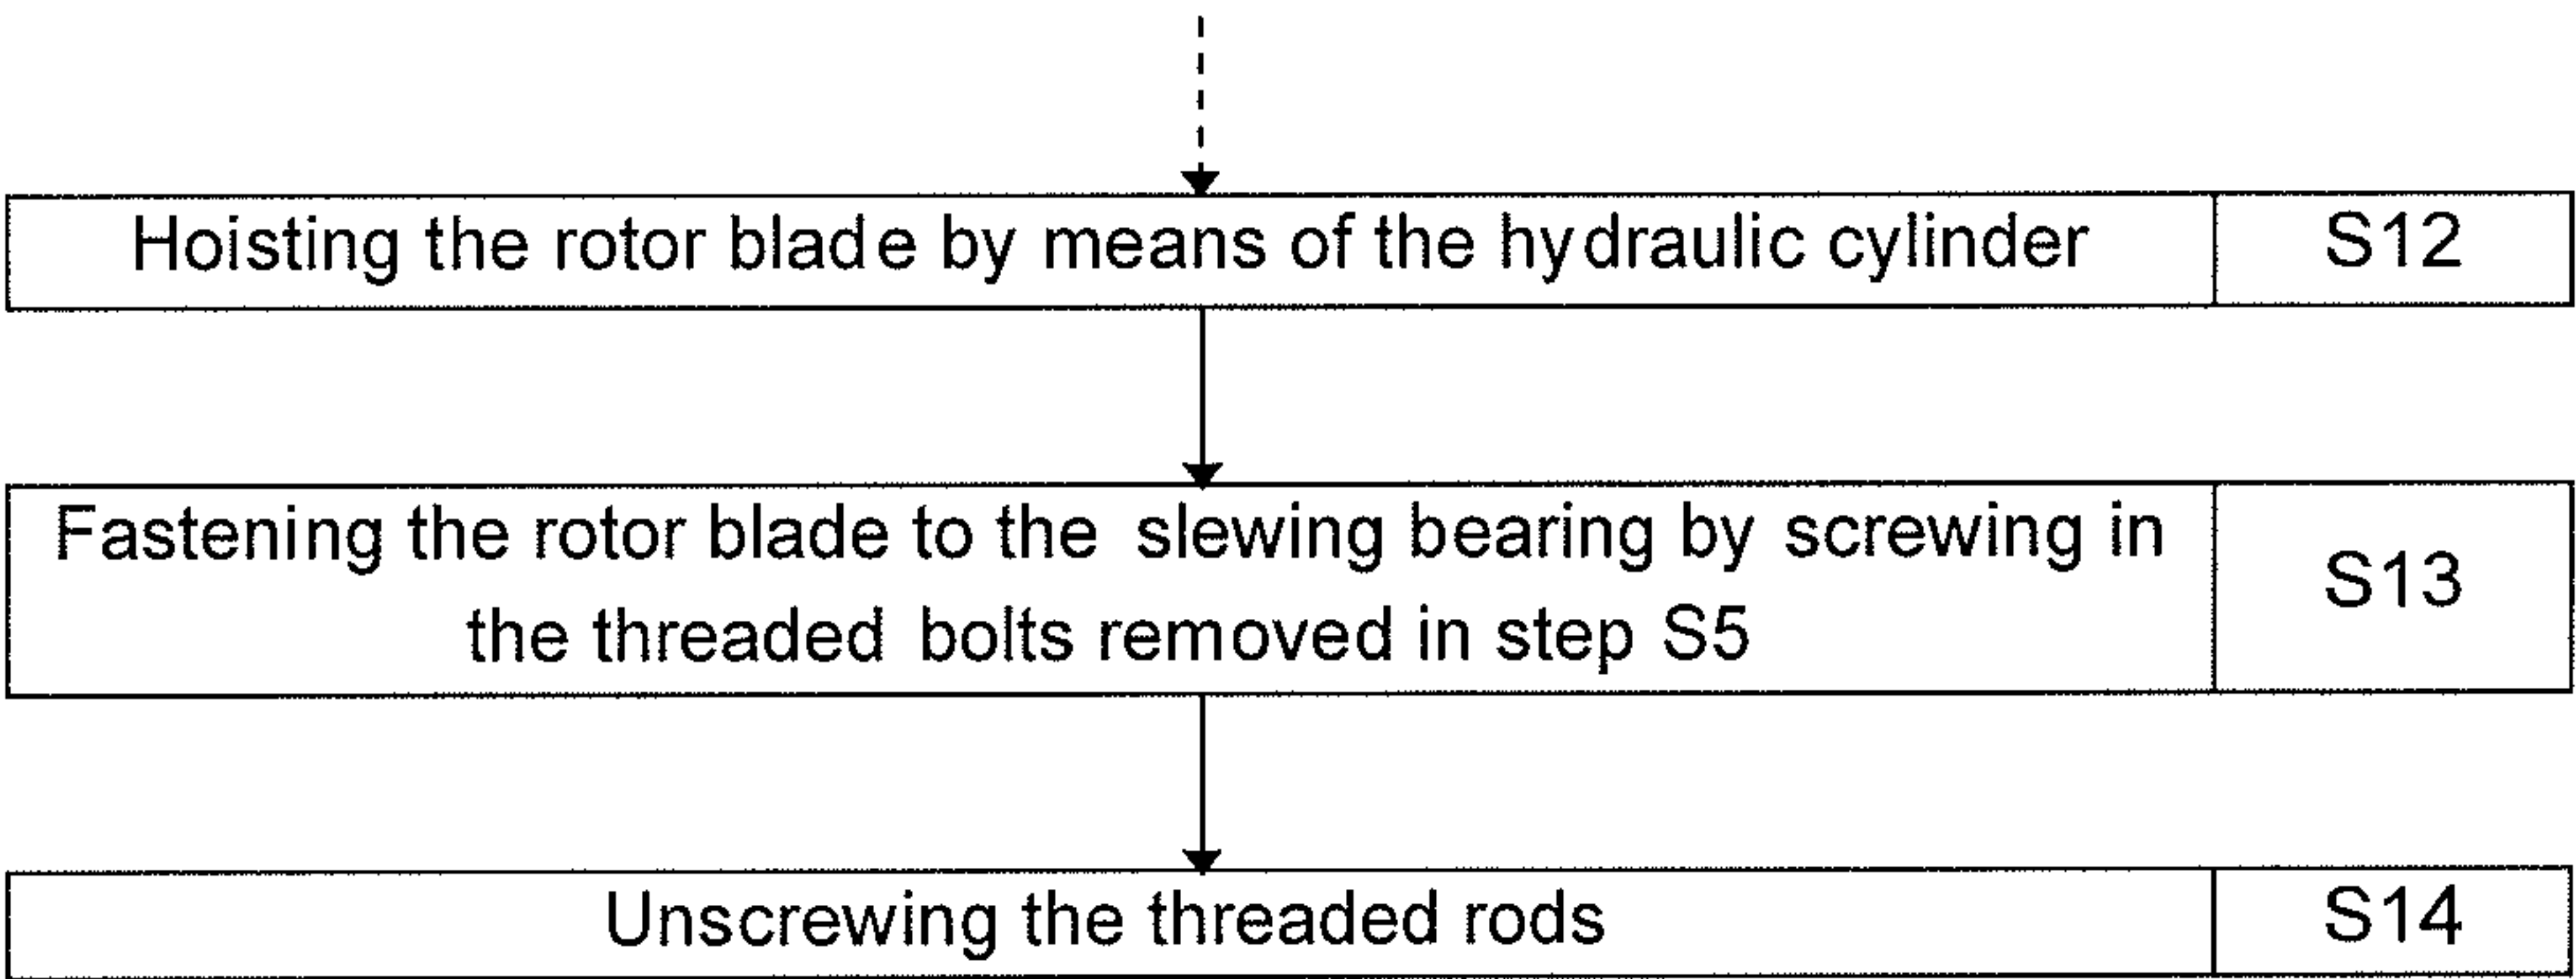 Hoisting the rotor blade by means of the hydraulic cylinder S12
Fastening the rotor blade to the slewing bearing by screwing in
the threaded bolts removed in step S5
S13
Unscrewing the threaded rods S14